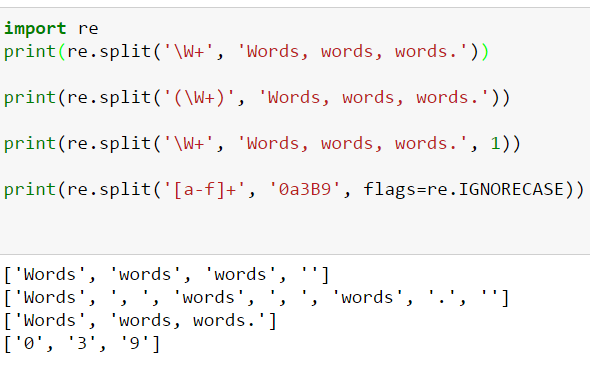 import re
print(re.split('\W+', 'Words, words, words.'))
print(re.split('(\W+)', 'Words, words, words.'))
print(re.split('\W+', 'Words, words, words.', 1))
print(re.split('[a-f]+', '0a3B9', flags=re.IGNORECASE))
['Words', 'words', 'words', '']
['Words', ', ', 'words', ', ', 'words', '.', '']
['Words', 'words, words.']
['0', '3', '9']